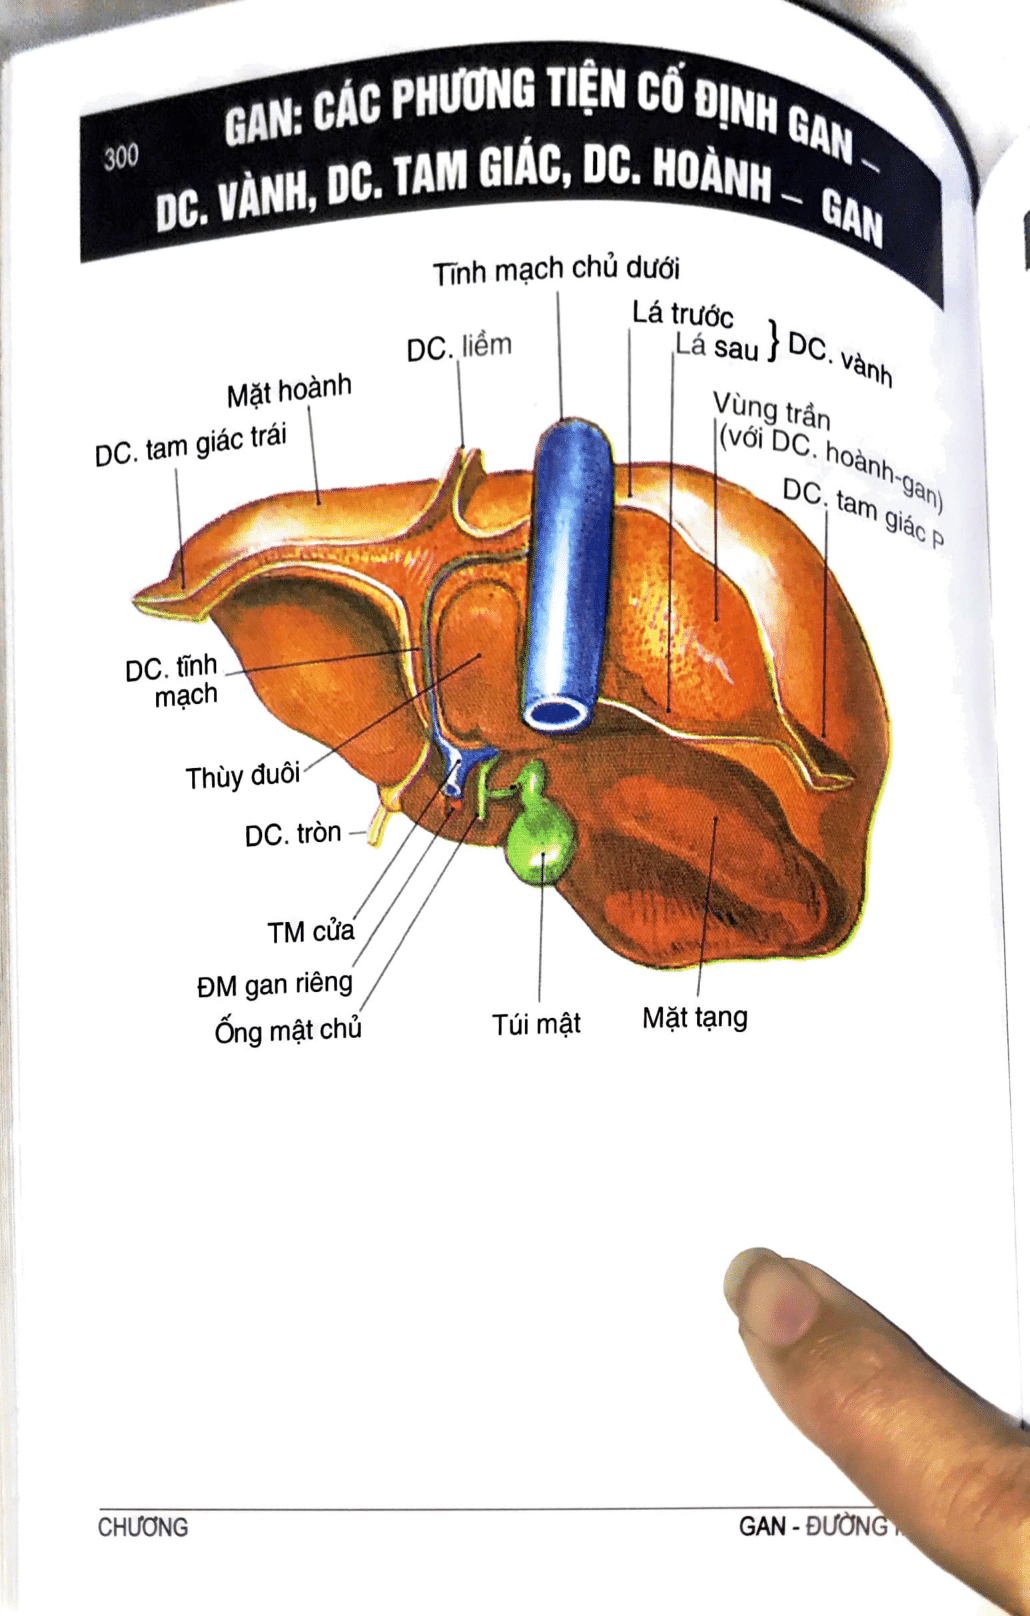 300
GAN: CÁC PHƯƠNG TIỆN CỐ ĐỊNH GAN –
DC. VÀNH, DC. TAM GIÁC, DC. HOÀNH – GAN
Tĩnh mạch chủ dưới
Lá trước
Lá sau
} DC. vành
DC. liềm
Mặt hoành
Vùng trần
(với DC. hoành-gan)
DC. tam giác trái
DC. tam giác P
DC. tĩnh
mạch
Thùy đuôi
DC. tròn
TM cửa
ĐM gan riêng
Ống mật chủ
Túi mật
Mặt tạng
CHƯƠNG
GAN - ĐƯỜNG